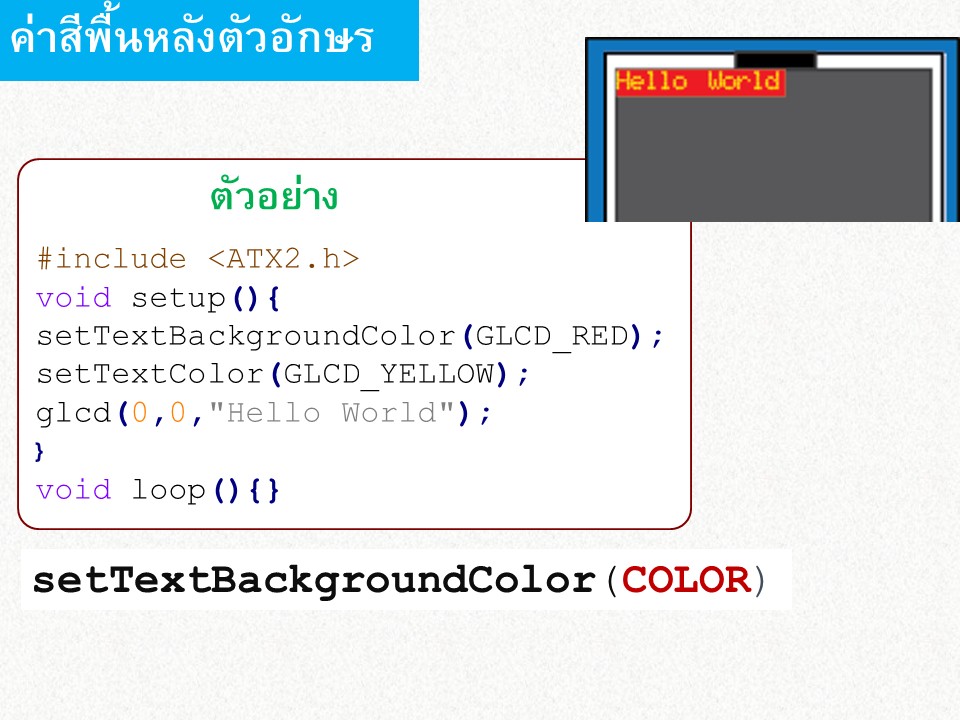 ค่าสีพื้นหลังตัวอักษร
Hello World
ตัวอย่าง
#include <ATX2.h>
void setup(){
setTextBackgroundColor(GLCD_RED);
setTextColor(GLCD_YELLOW);
glcd(0,0,"Hello World");
}
void loop(){}
setTextBackgroundColor(COLOR)